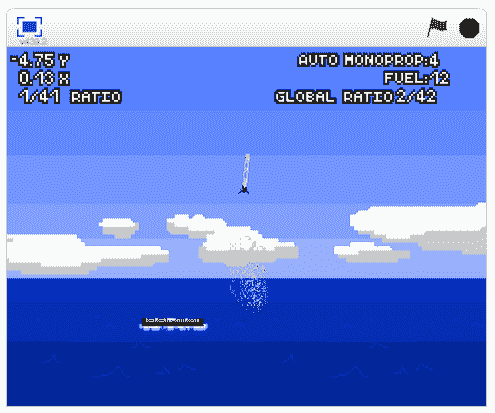 -4.75 Y
0.13 X
1/41 RATIO
AUTO MONOPROP:4
FUEL:12
GLOBAL RATIO 2/42